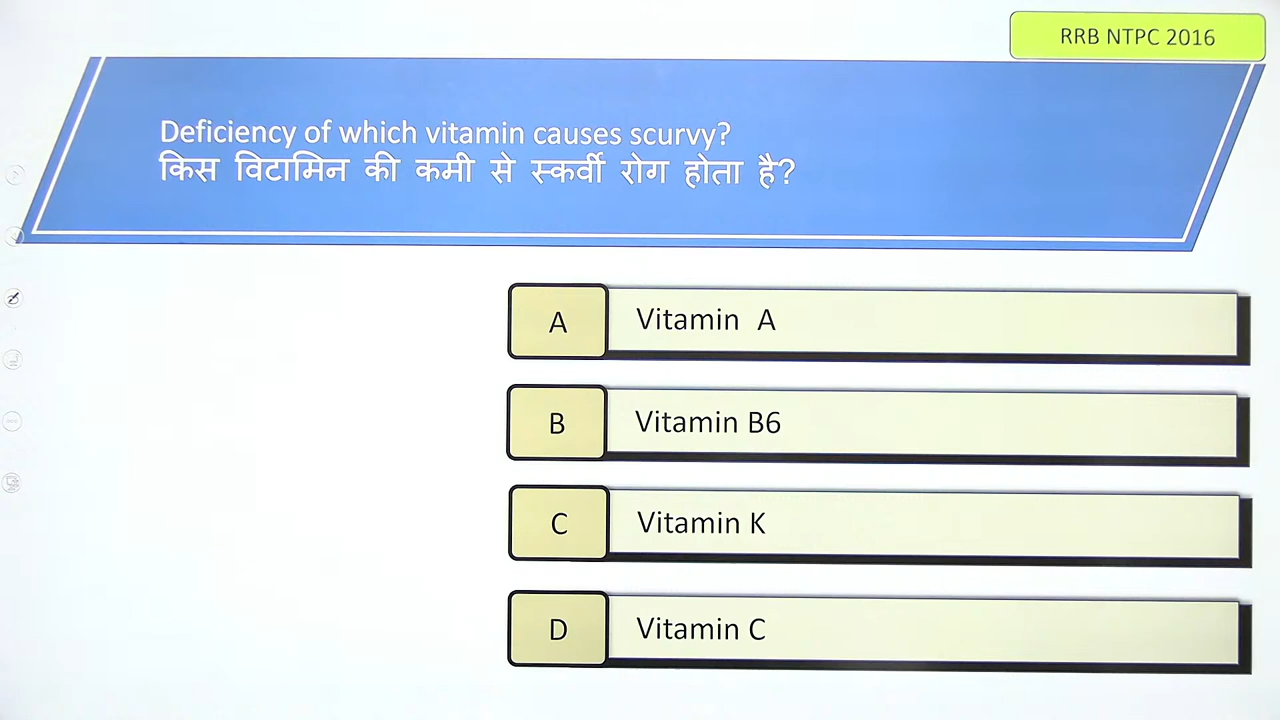 RRB NTPC 2016
Deficiency of which vitamin causes scurvy?
किस विटामिन की कमी से स्कर्वी रोग होता है?
A
Vitamin A
B
Vitamin B6
C
Vitamin K
D
Vitamin C